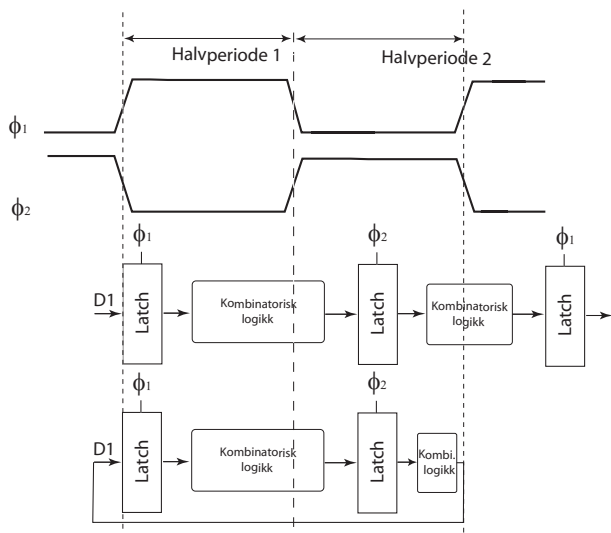 Halvperiode 1
Halvperiode 2
ϕ1
ϕ2
ϕ1
ϕ2
ϕ1
D1
Latch
Kombinatorisk
logikk
Latch
Kombinatorisk
logikk
Latch
ϕ1
ϕ2
D1
Latch
Kombinatorisk
logikk
Latch
Kombi.
logikk